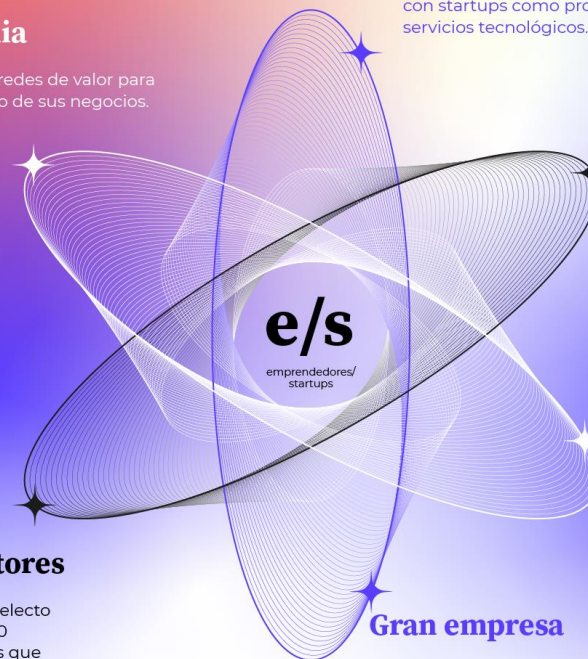 con startups como pro
servicios tecnológicos.
ia
redes de valor para
o de sus negocios.
e/s
emprendedores/
startups
tores
electo
0
s que
Gran empresa